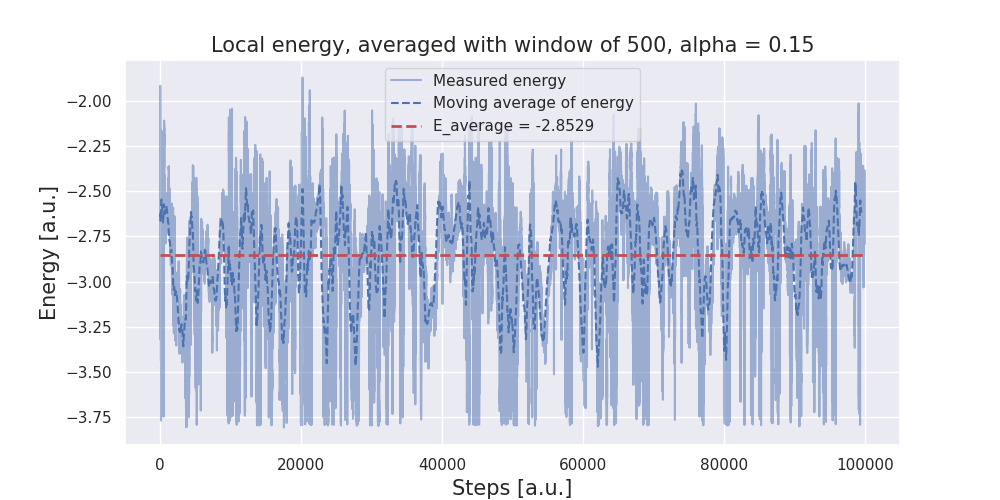 Local energy, averaged with window of 500, alpha = 0.15
Measured energy
Moving average of energy
E_average = -2.8529
Energy [a.u.]
−2.00
−2.25
−2.50
−2.75
−3.00
−3.25
−3.50
−3.75
0 20000 40000 60000 80000 100000
Steps [a.u.]